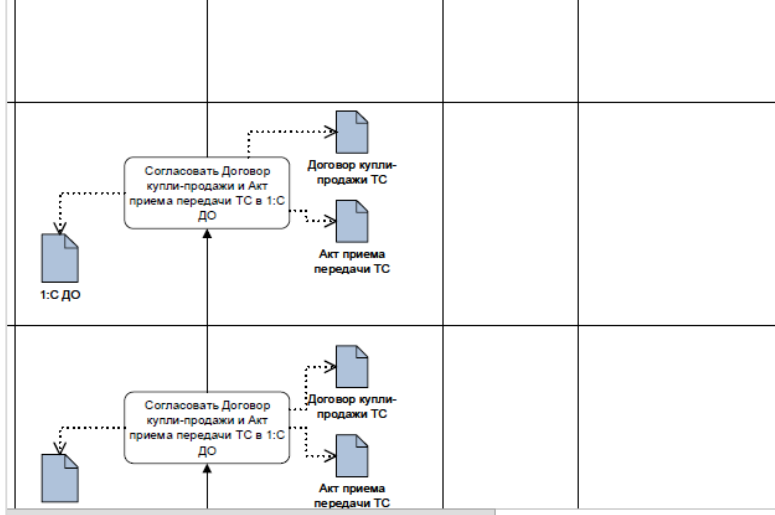 Договор купли-
продажи ТС
Согласовать Договор
купли-продажи и Акт
приема передачи ТС в 1:С
ДО
Акт приема
передачи ТС
1:С ДО
Договор купли-
продажи ТС
Согласовать Договор
купли-продажи и Акт
приема передачи ТС в 1:С
ДО
Акт приема
передачи ТС